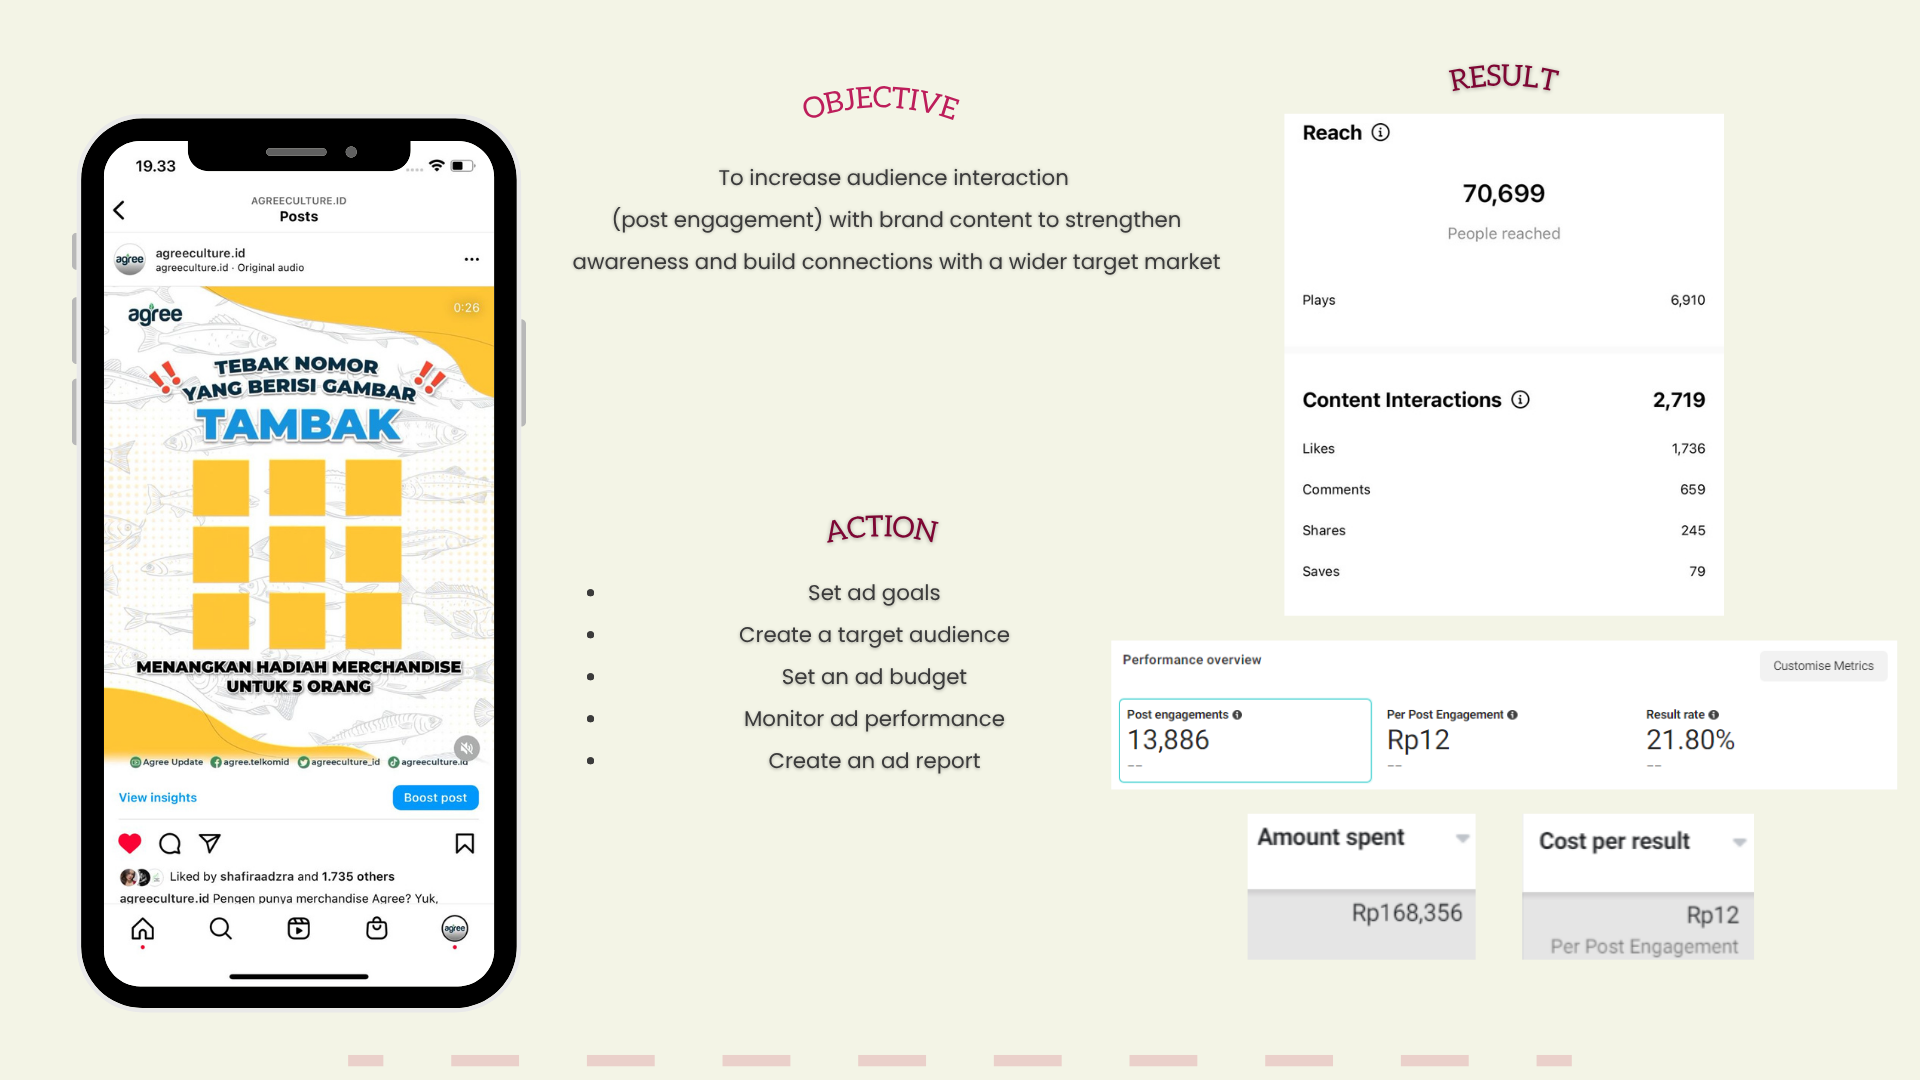 19.33
AGREECULTURE.ID
Posts
agree
agreeculture.id
agreeculture.id · Original audio
agree
0:26
!! TEBAK NOMOR !!
YANG BERISI GAMBAR
TAMBAK
MENANGKAN HADIAH MERCHANDISE
UNTUK 5 ORANG
Agree Update agree.telkomid agreeculture_id agreeculture.id
View insights
Boost post
Liked by shafiraadzra and 1.735 others
agreeculture.id Pengen punya merchandise Agree? Yuk,
agree
OBJECTIVE
To increase audience interaction
(post engagement) with brand content to strengthen
awareness and build connections with a wider target market
ACTION
• Set ad goals
• Create a target audience
• Set an ad budget
• Monitor ad performance
• Create an ad report
RESULT
Reach
70,699
People reached
Plays 6,910
Content Interactions 2,719
Likes 1,736
Comments 659
Shares 245
Saves 79
Performance overview
Customise Metrics
Post engagements Per Post Engagement Result rate
13,886 Rp12 21.80%
-- -- --
Amount spent
Rp168,356
Cost per result
Rp12
Per Post Engagement